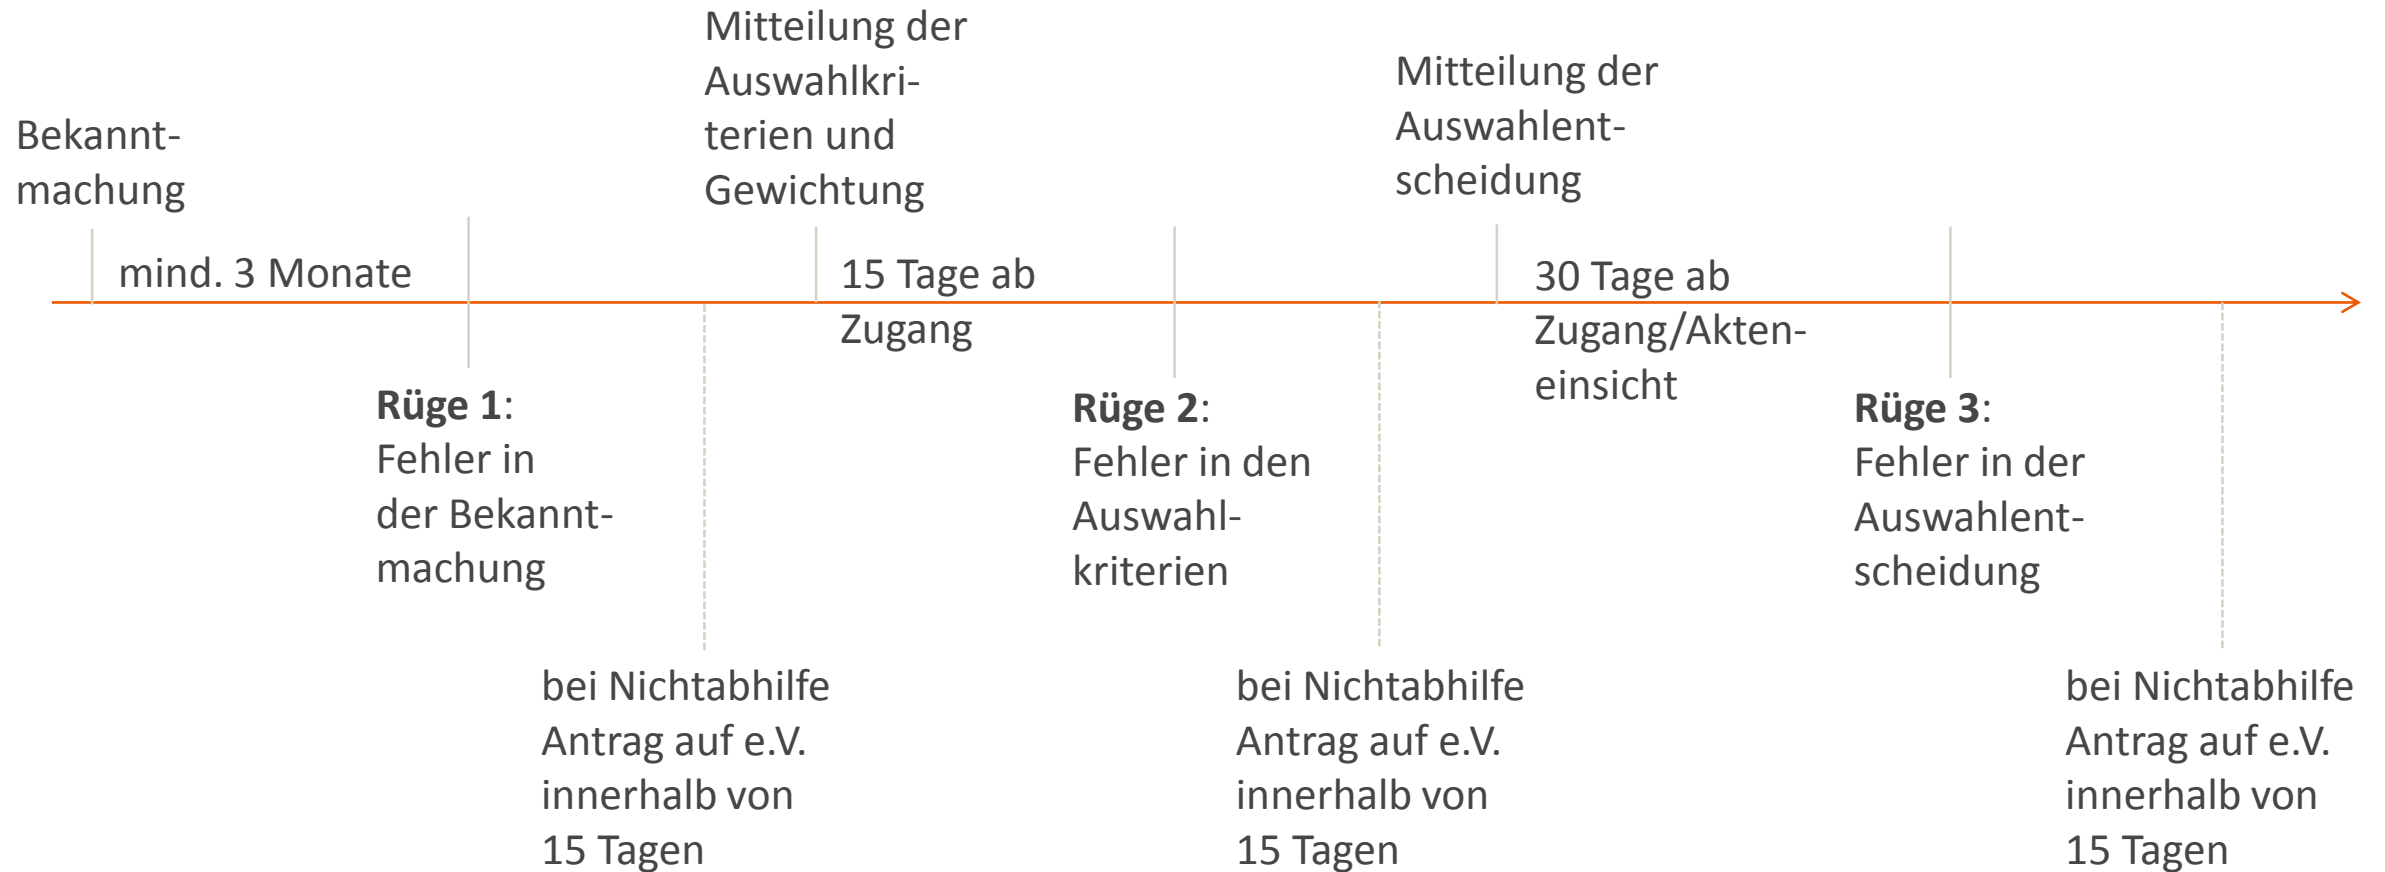 Bekannt-
machung
mind. 3 Monate
Rüge 1:
Fehler in
der Bekannt-
machung
bei Nichtabhilfe
Antrag auf e.V.
innerhalb von
15 Tagen
Mitteilung der
Auswahlkri-
terien und
Gewichtung
15 Tage ab
Zugang
Rüge 2:
Fehler in den
Auswahl-
kriterien
bei Nichtabhilfe
Antrag auf e.V.
innerhalb von
15 Tagen
Mitteilung der
Auswahlent-
scheidung
30 Tage ab
Zugang/Akten-
einsicht
Rüge 3:
Fehler in der
Auswahlent-
scheidung
bei Nichtabhilfe
Antrag auf e.V.
innerhalb von
15 Tagen